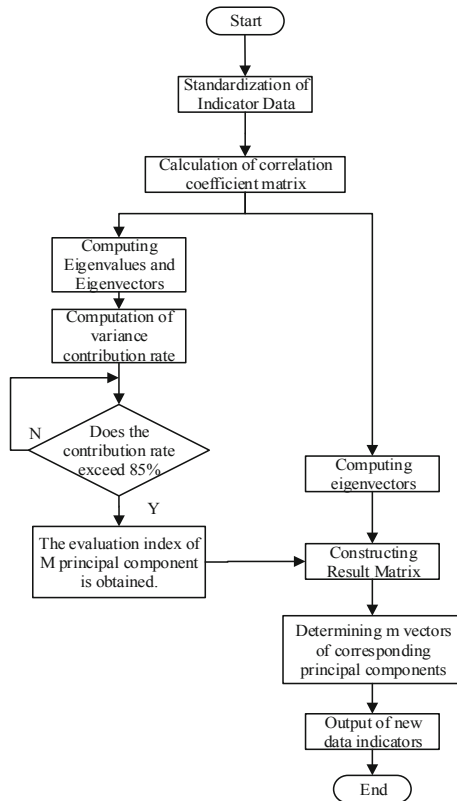 Start
Standardization of
Indicator Data
Calculation of correlation
coefficient matrix
Computing
Eigenvalues and
Eigenvectors
Computation of
variance
contribution rate
N
Does the
contribution rate
exceed 85%
Y
Computing
eigenvectors
The evaluation index of
M principal component
is obtained.
Constructing
Result Matrix
Determining m vectors
of corresponding
principal components
Output of new
data indicators
End